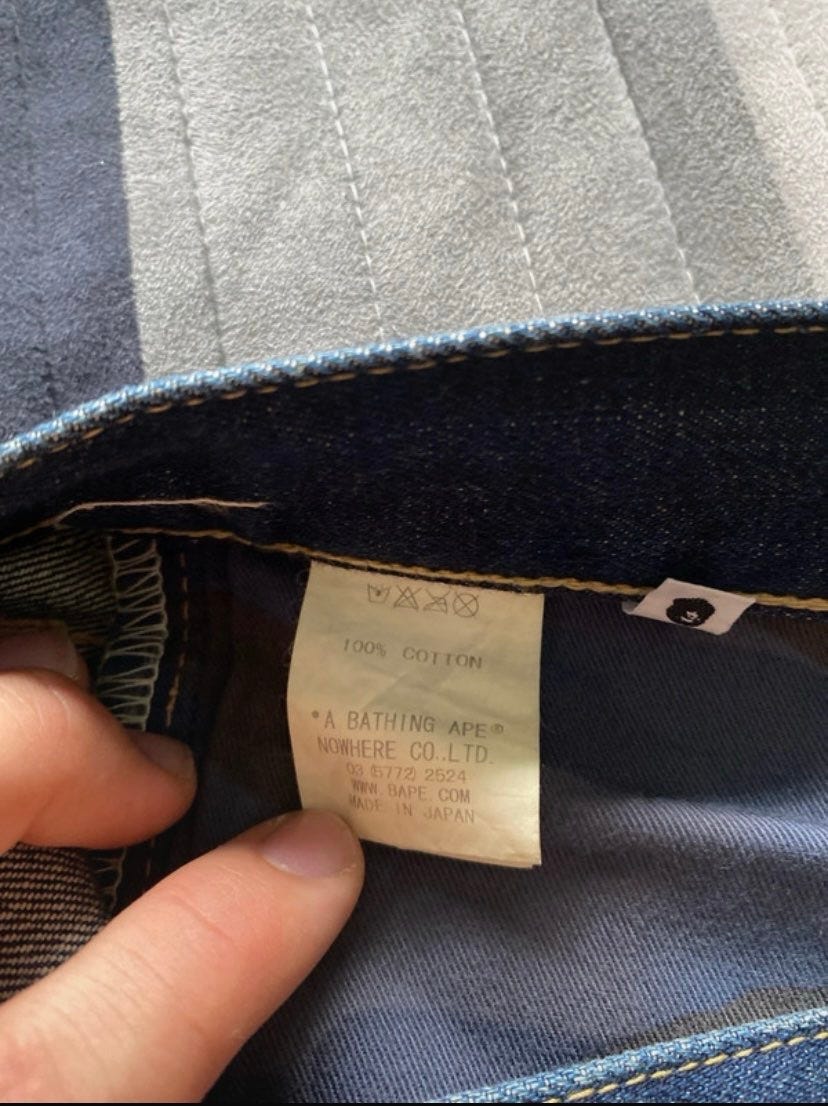 100% COTTON
*A BATHING APE®
NOWHERE CO.,LTD.
03 (5772) 2524
WWW.BAPE.COM
MADE IN JAPAN